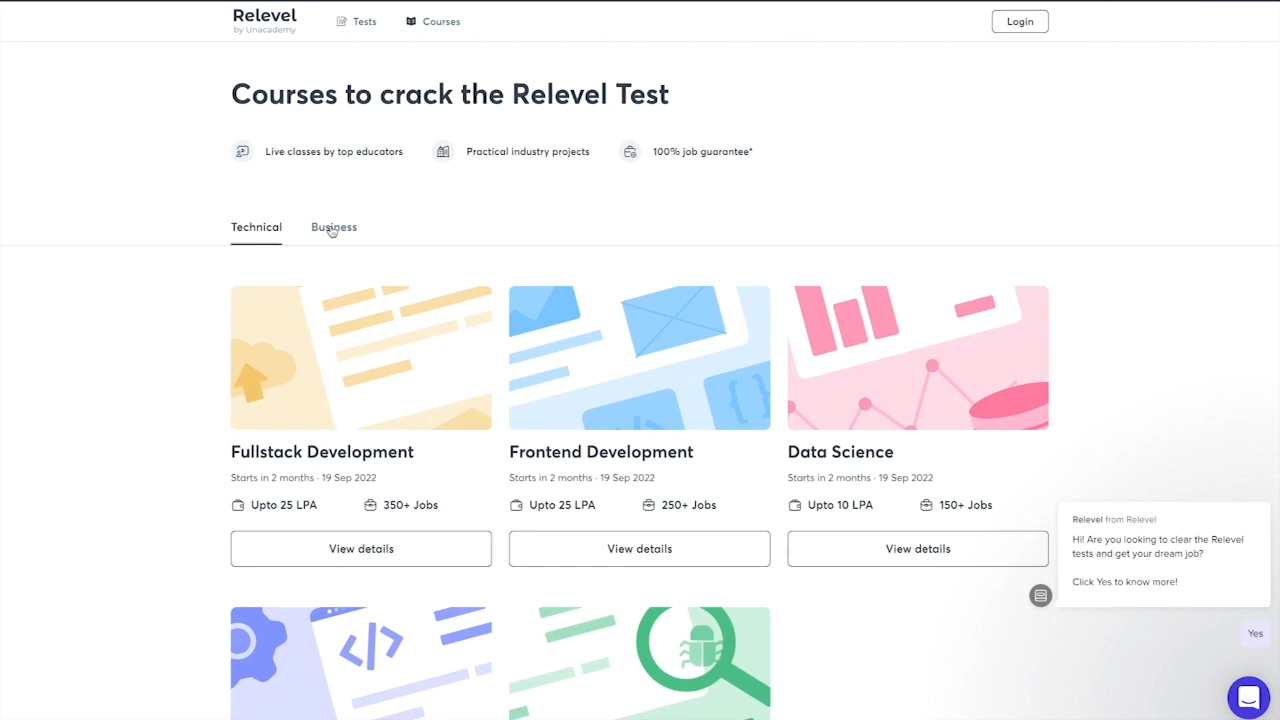 Relevel
by Unacademy
Tests
Courses
Login
Courses to crack the Relevel Test
Live classes by top educators
Practical industry projects
100% job guarantee*
Technical
Business
Fullstack Development
Starts in 2 months · 19 Sep 2022
Upto 25 LPA
350+ Jobs
View details
Frontend Development
Starts in 2 months · 19 Sep 2022
Upto 25 LPA
250+ Jobs
View details
Data Science
Starts in 2 months · 19 Sep 2022
Upto 10 LPA
150+ Jobs
View details
Relevel from Relevel
Hi! Are you looking to clear the Relevel
tests and get your dream job?
Click Yes to know more!
Yes